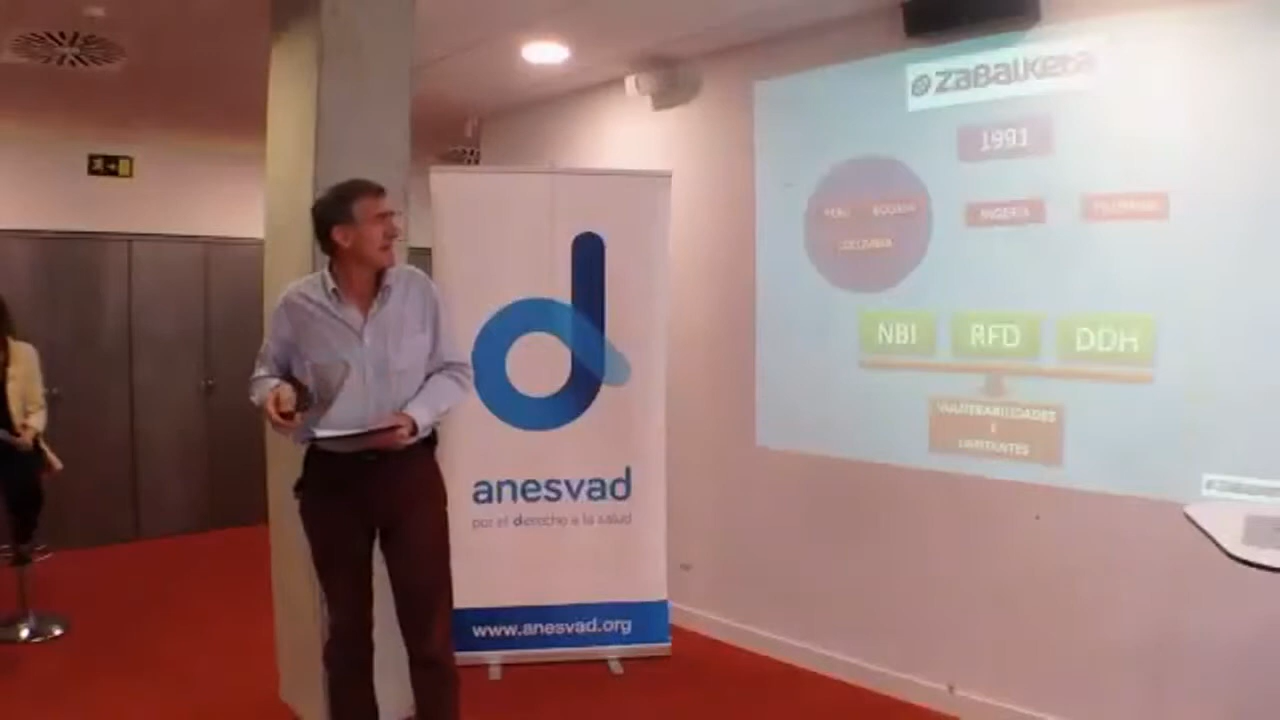 anesvad
por el derecho a la salud
www.anesvad.org
zabalketa
1991
PERU
COLOMBIA
NIGERIA
NBI RFD DDH
VULNERABILIDADES
E
LIMITANTES